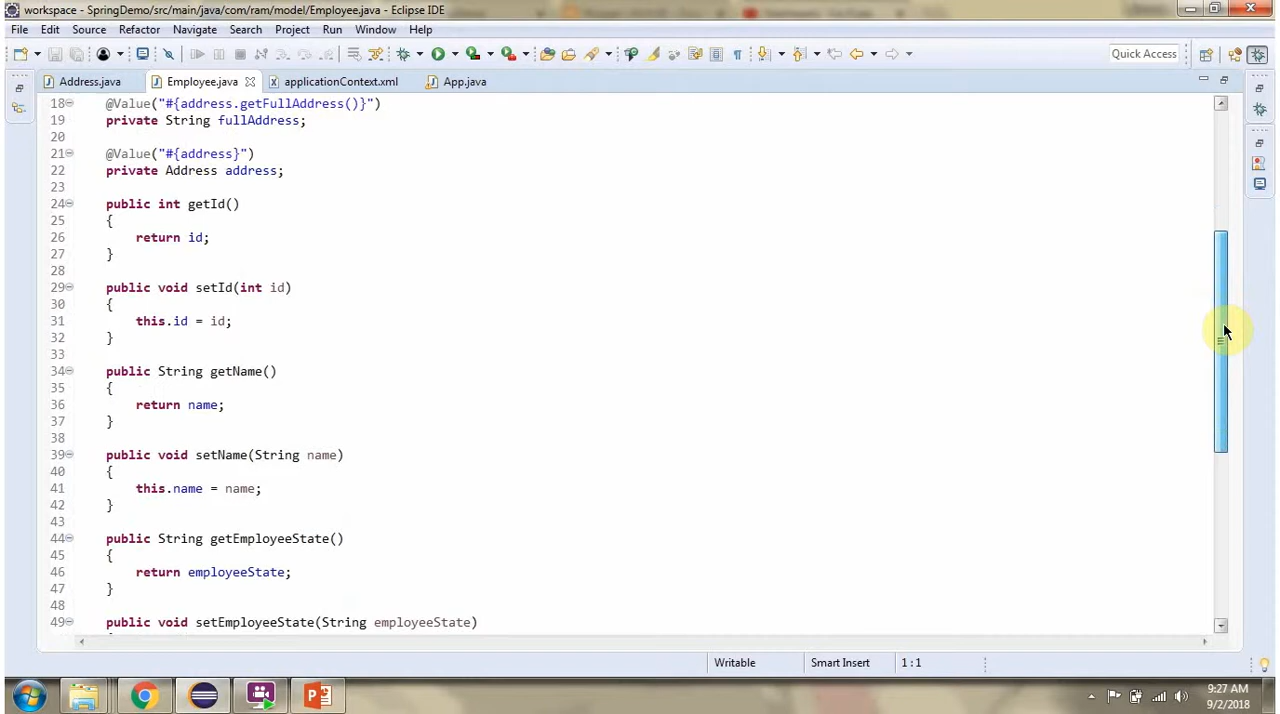 workspace - SpringDemo/src/main/java/com/ram/model/Employee.java - Eclipse IDE
File Edit Source Refactor Navigate Search Project Run Window Help
Quick Access
Address.java Employee.java applicationContext.xml App.java
18 @Value("#{address.getFullAddress()}")
19 private String fullAddress;
20
21 @Value("#{address}")
22 private Address address;
23
24 public int getId()
25 {
26 return id;
27 }
28
29 public void setId(int id)
30 {
31 this.id = id;
32 }
33
34 public String getName()
35 {
36 return name;
37 }
38
39 public void setName(String name)
40 {
41 this.name = name;
42 }
43
44 public String getEmployeeState()
45 {
46 return employeeState;
47 }
48
49 public void setEmployeeState(String employeeState)
Writable Smart Insert 1 : 1
9:27 AM
9/2/2018